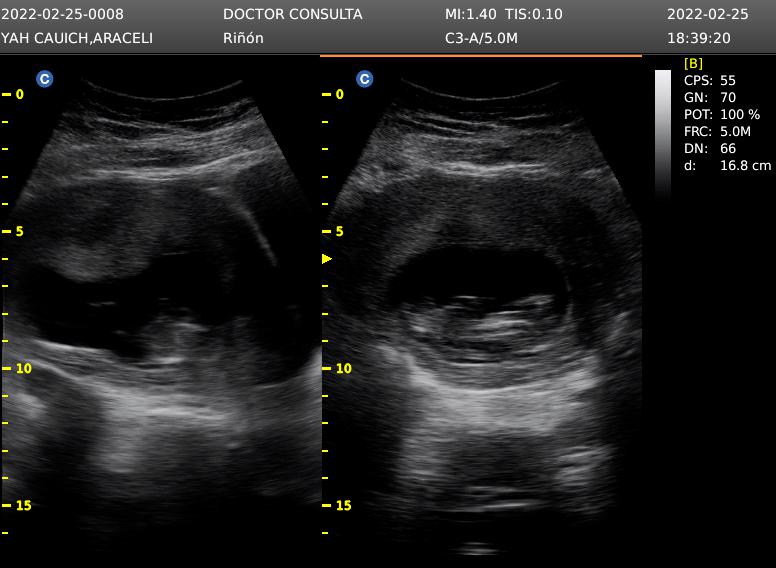 2022-02-25-0008 DOCTOR CONSULTA MI:1.40 TIS:0.10 2022-02-25
YAH CAUICH,ARACELI Riñón C3-A/5.0M 18:39:20
C C [B]
0 0 CPS: 55
GN: 70
POT: 100 %
FRC: 5.0M
DN: 66
d: 16.8 cm
5 5
10 10
15 15